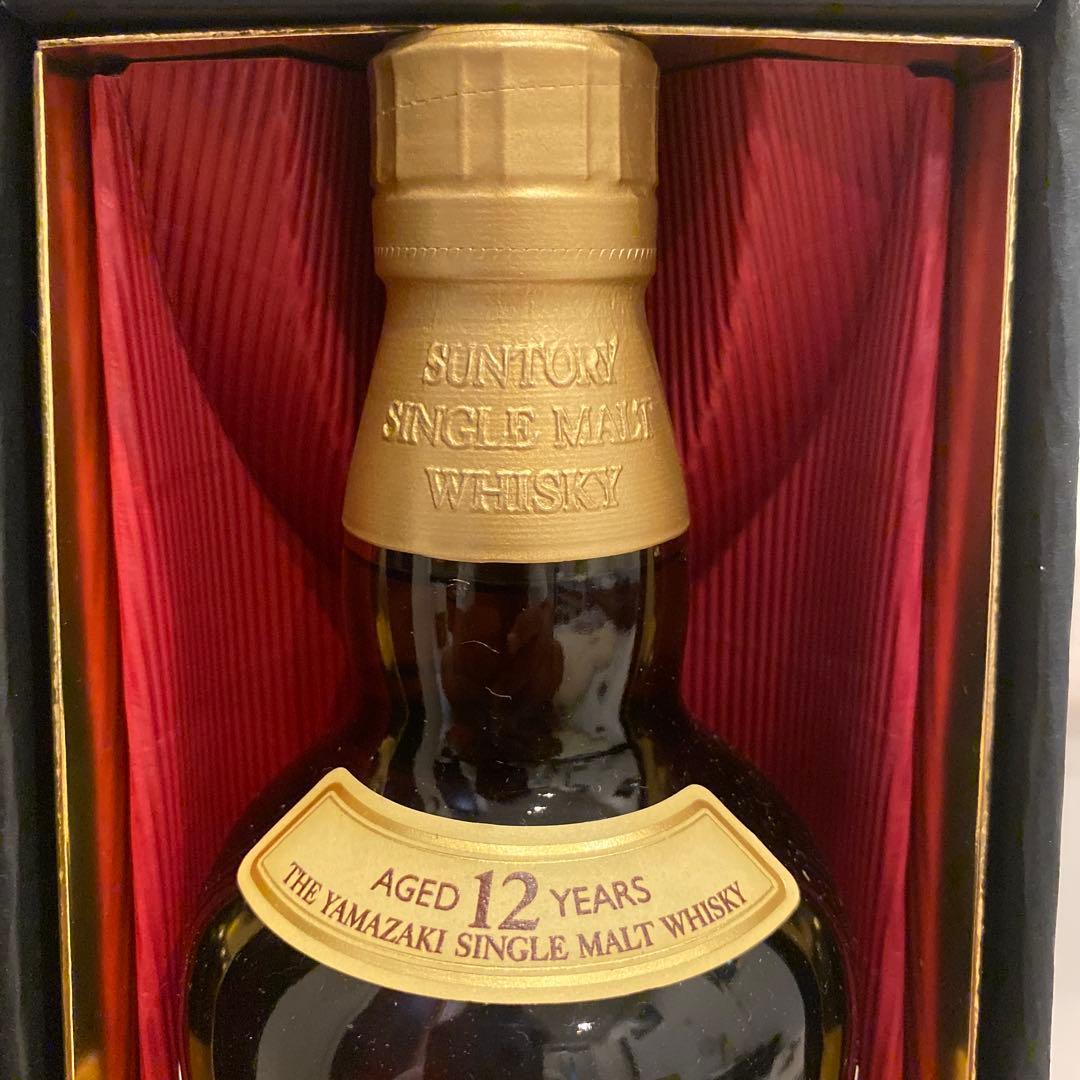 SUNTORY
SINGLE MALT
WHISKY
AGED 12 YEARS
THE YAMAZAKI SINGLE MALT WHISKY